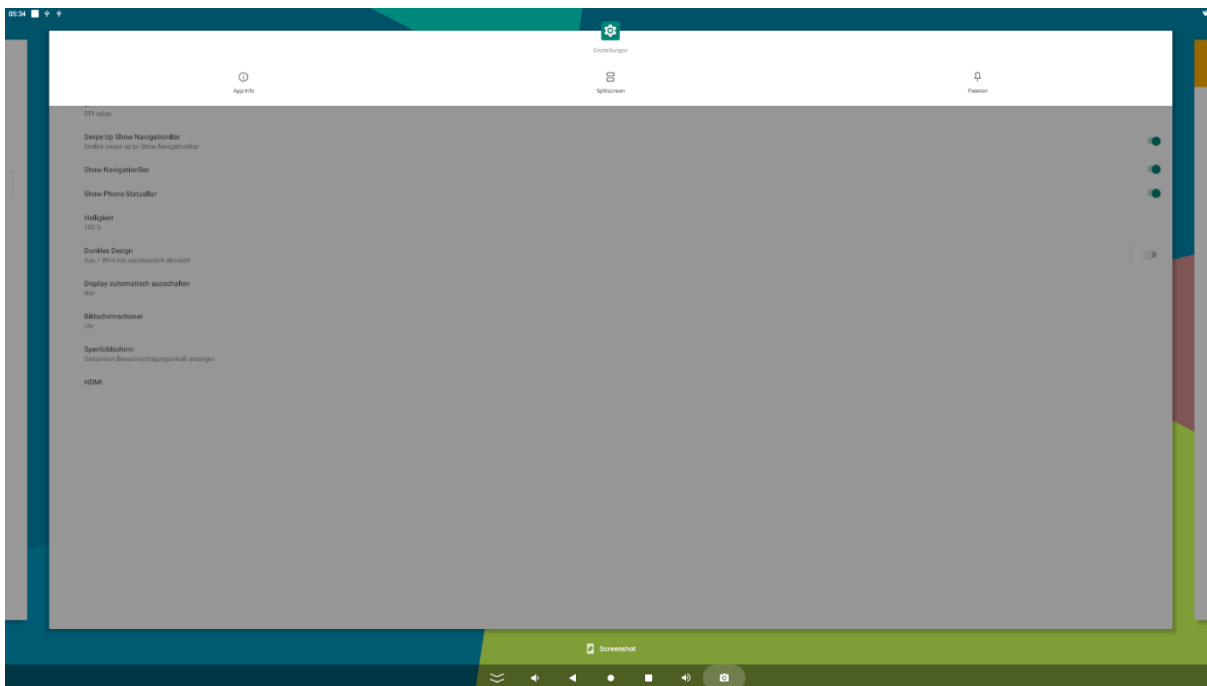 05:34
Einstellungen
App-Info
Splitscreen
Fixieren
DPI value
Swipe Up Show NavigationBar
Enable swipe up to Show NavigationBar
Show NavigationBar
Show Phone StatusBar
Helligkeit
100 %
Dunkles Design
Aus / Wird nie automatisch aktiviert
Display automatisch ausschalten
Nie
Bildschirmschoner
Uhr
Sperrbildschirm
Gesamten Benachrichtigungsinhalt anzeigen
HDMI
Screenshot